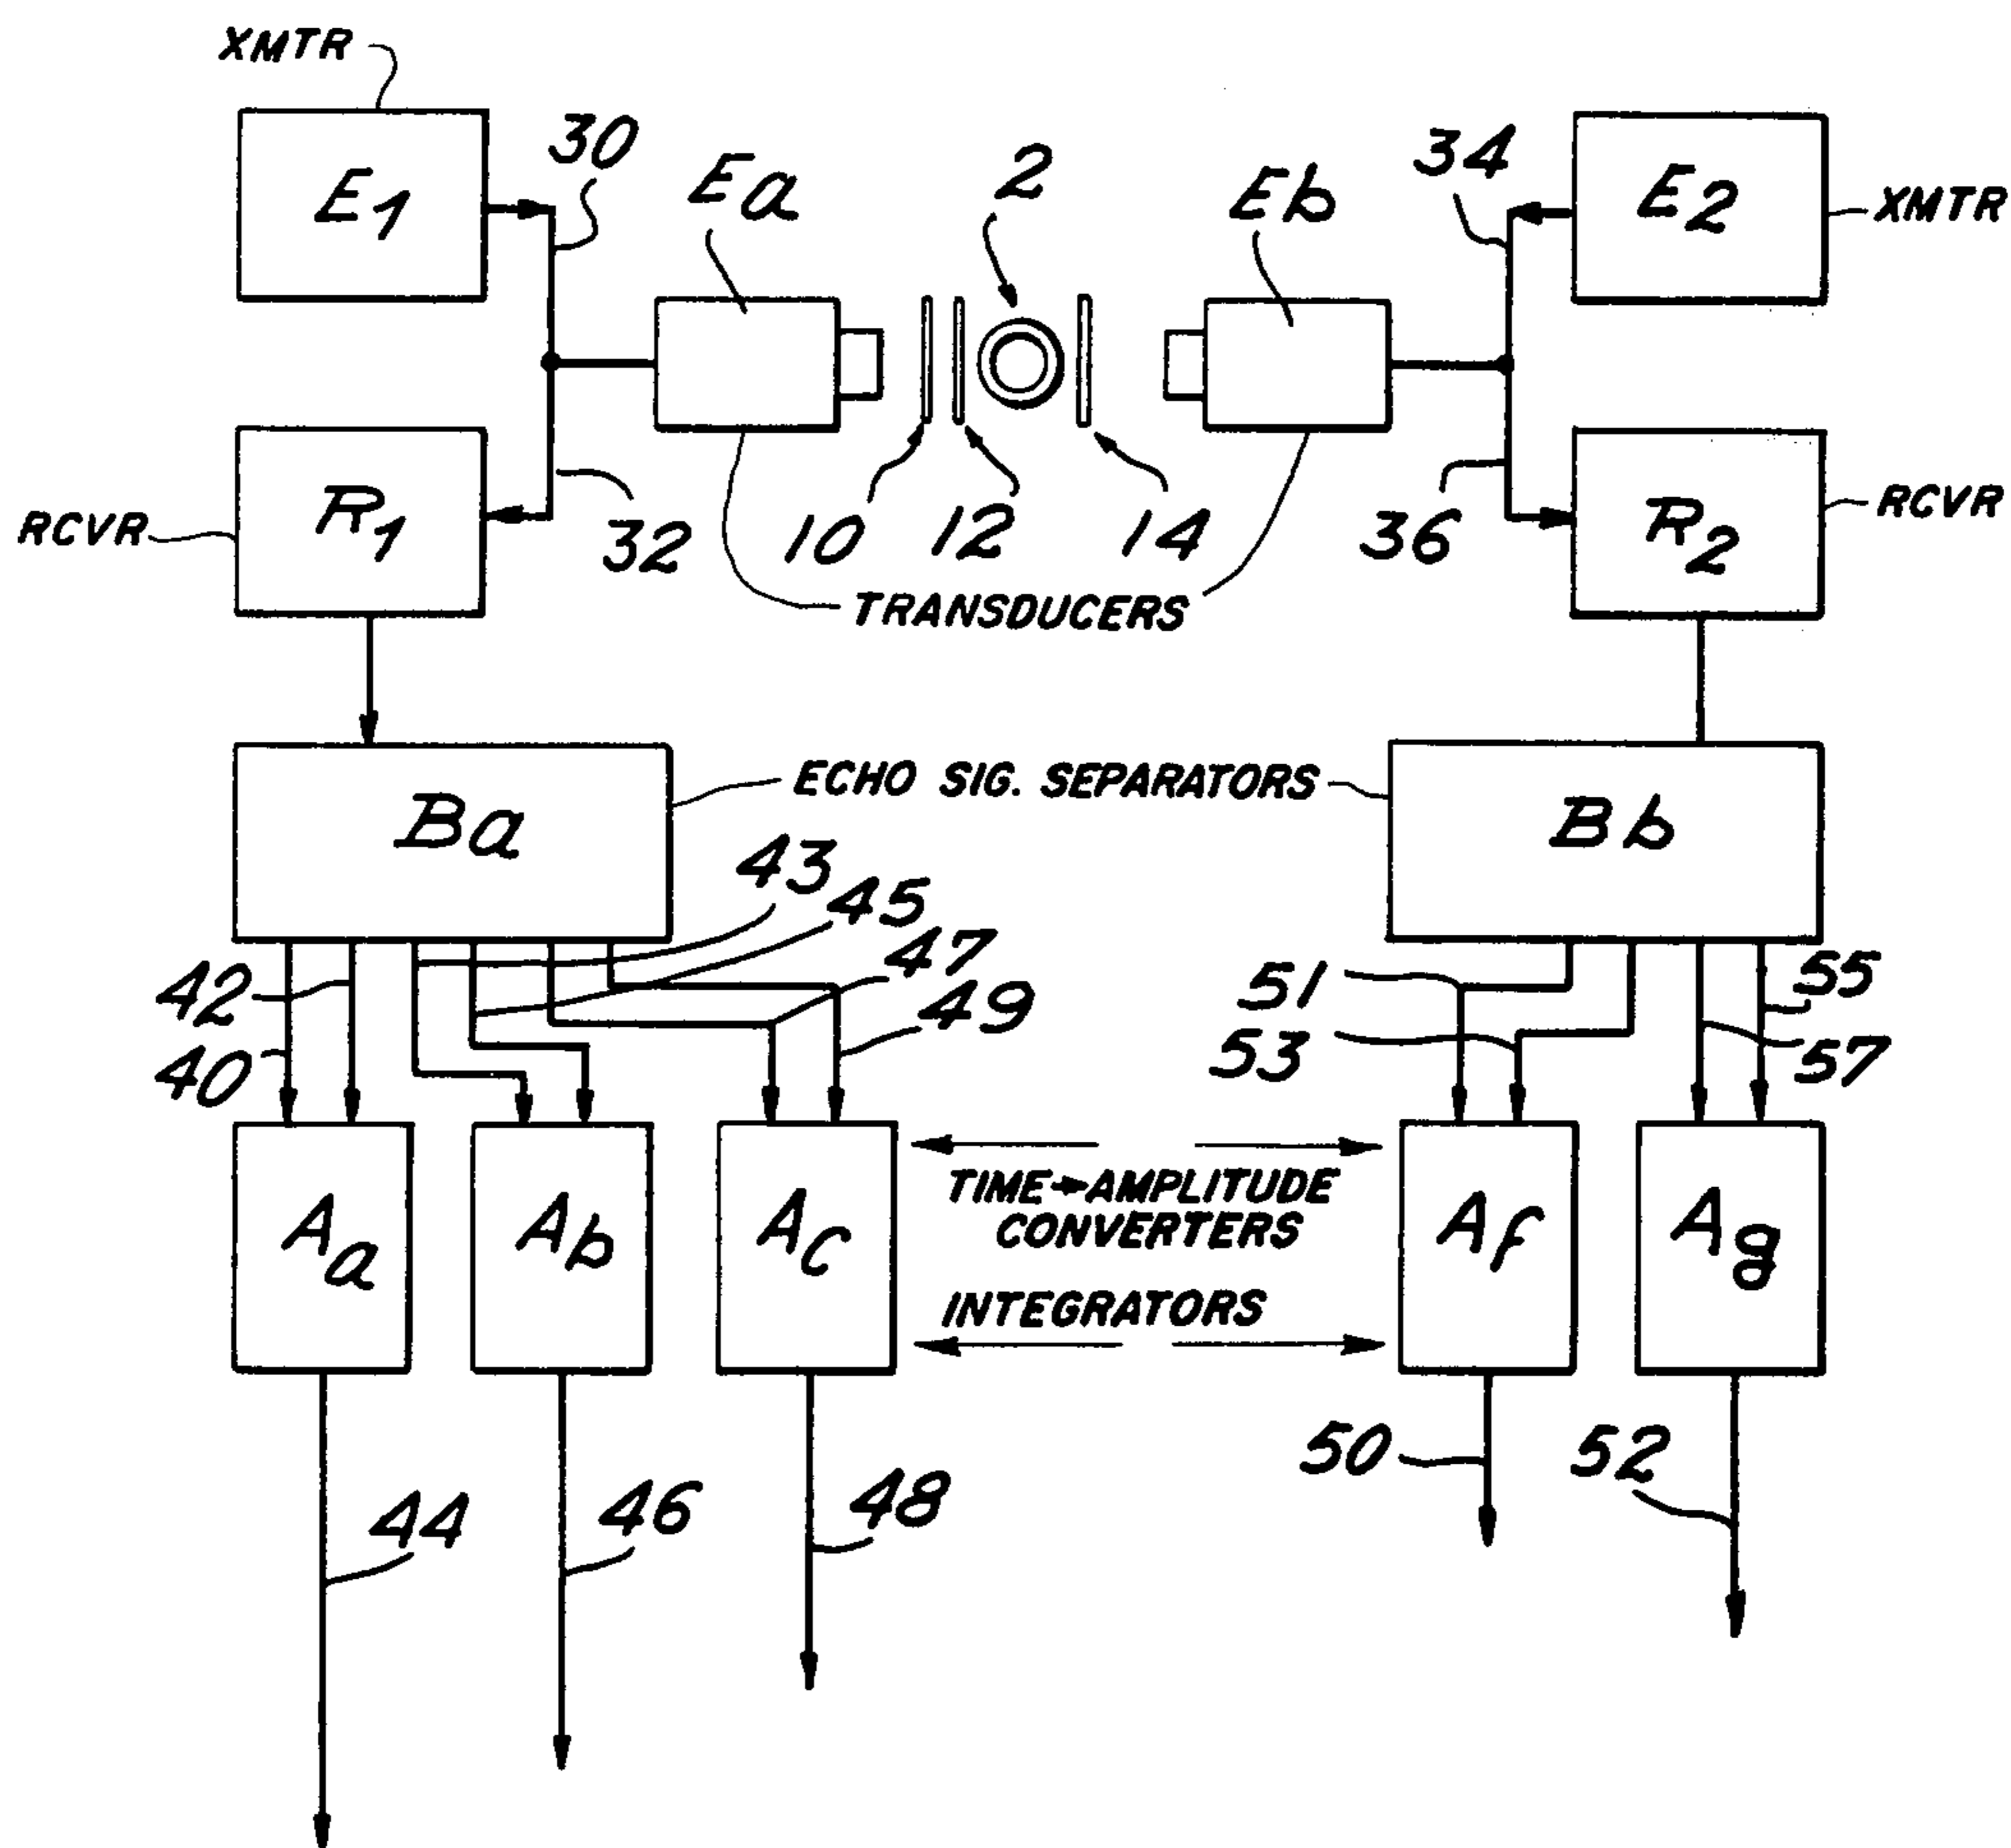 XMTR
E1
30
Ea
2
Eb
34
E2
XMTR
RCVR
R1
32
10
12
14
36
R2
RCVR
TRANSDUCERS
Ba
ECHO SIG. SEPARATORS
Bb
43
45
47
49
42
40
51
53
55
57
Aa
Ab
Ac
TIME→AMPLITUDE
CONVERTERS
INTEGRATORS
Af
Ag
44
46
48
50
52